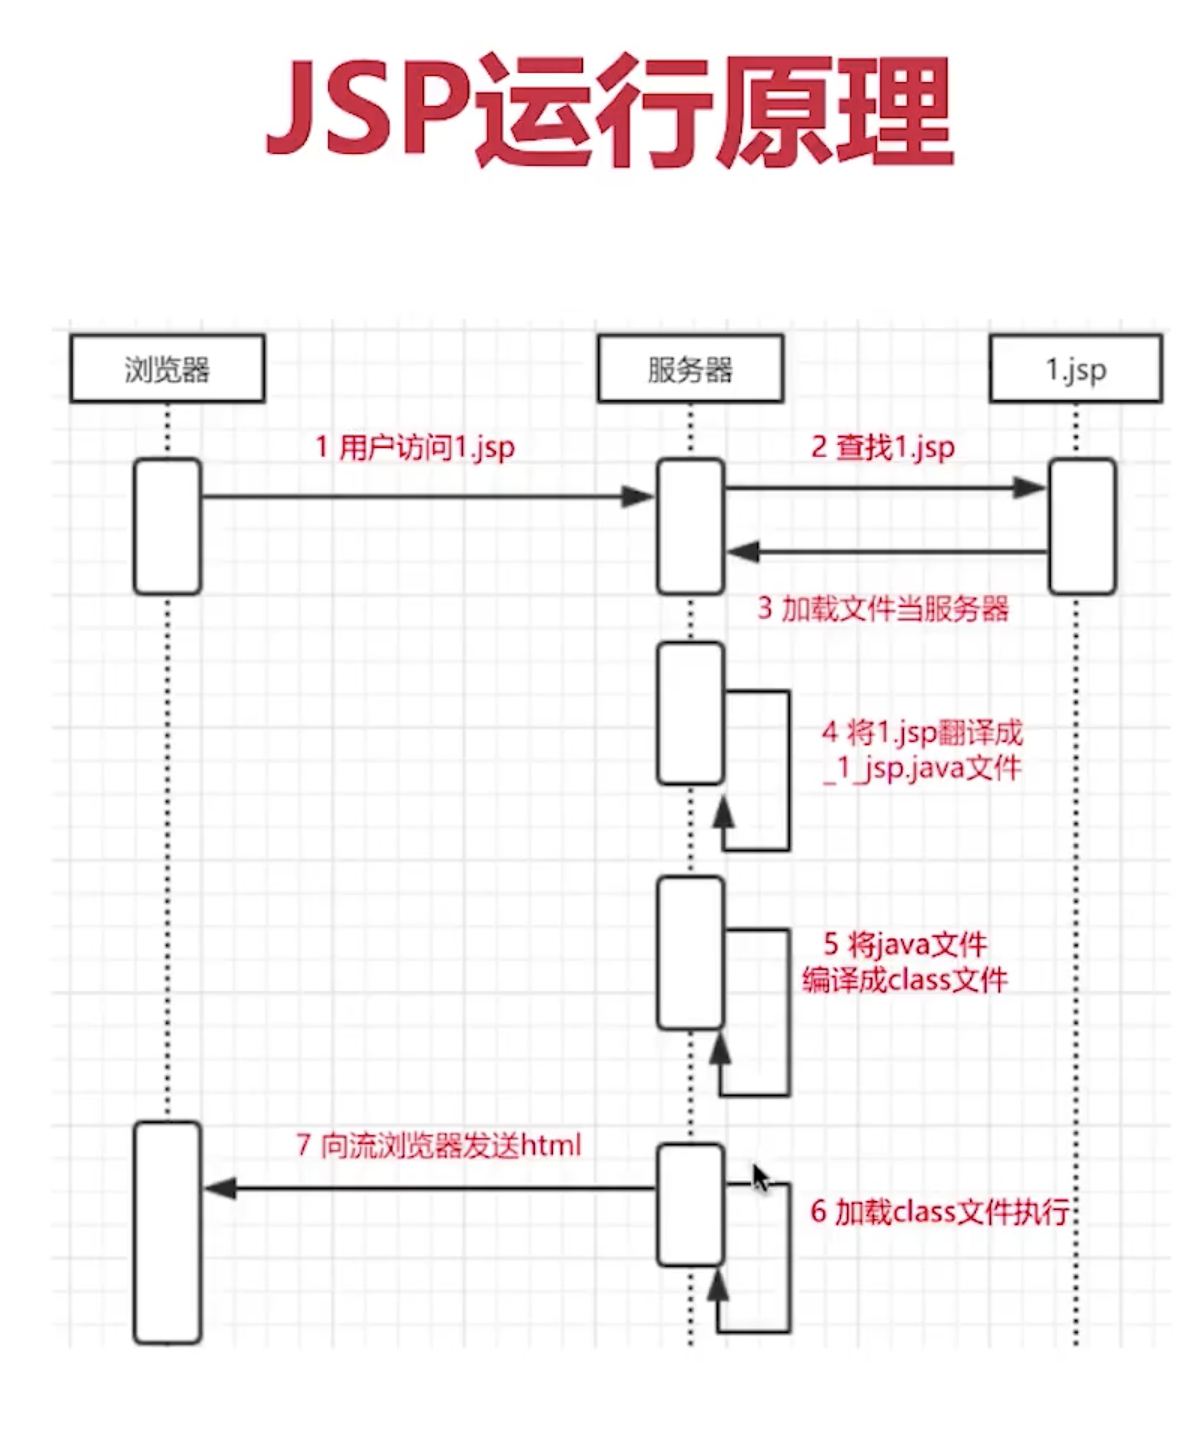 JSP运行原理
浏览器
服务器
1.jsp
1 用户访问1.jsp
2 查找1.jsp
3 加载文件当服务器
4 将1.jsp翻译成
_1_jsp.java文件
5 将java文件
编译成class文件
7 向流浏览器发送html
6 加载class文件执行